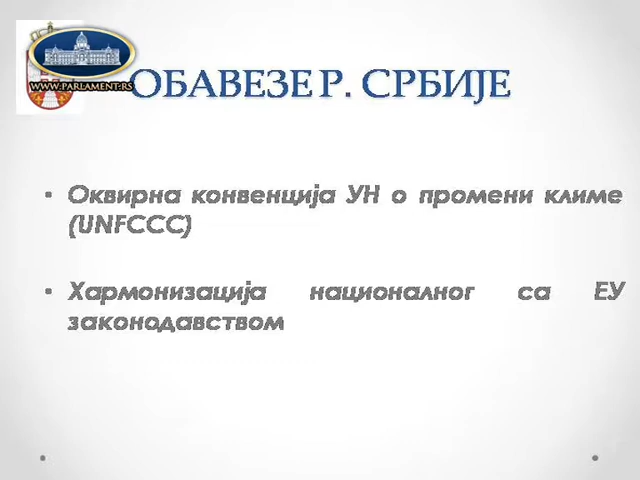 WWW.PARLAMENT.RS
ОБАВЕЗЕ Р. СРБИЈЕ
• Оквирна конвенција УН о промени климе
(UNFCCC)
• Хармонизација националног са ЕУ
законодавством